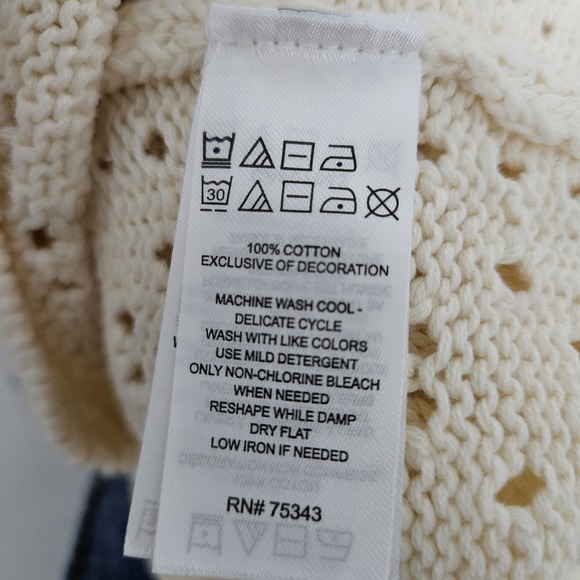 30
100% COTTON
EXCLUSIVE OF DECORATION
MACHINE WASH COOL -
DELICATE CYCLE
WASH WITH LIKE COLORS
USE MILD DETERGENT
ONLY NON-CHLORINE BLEACH
WHEN NEEDED
RESHAPE WHILE DAMP
DRY FLAT
LOW IRON IF NEEDED
RN# 75343